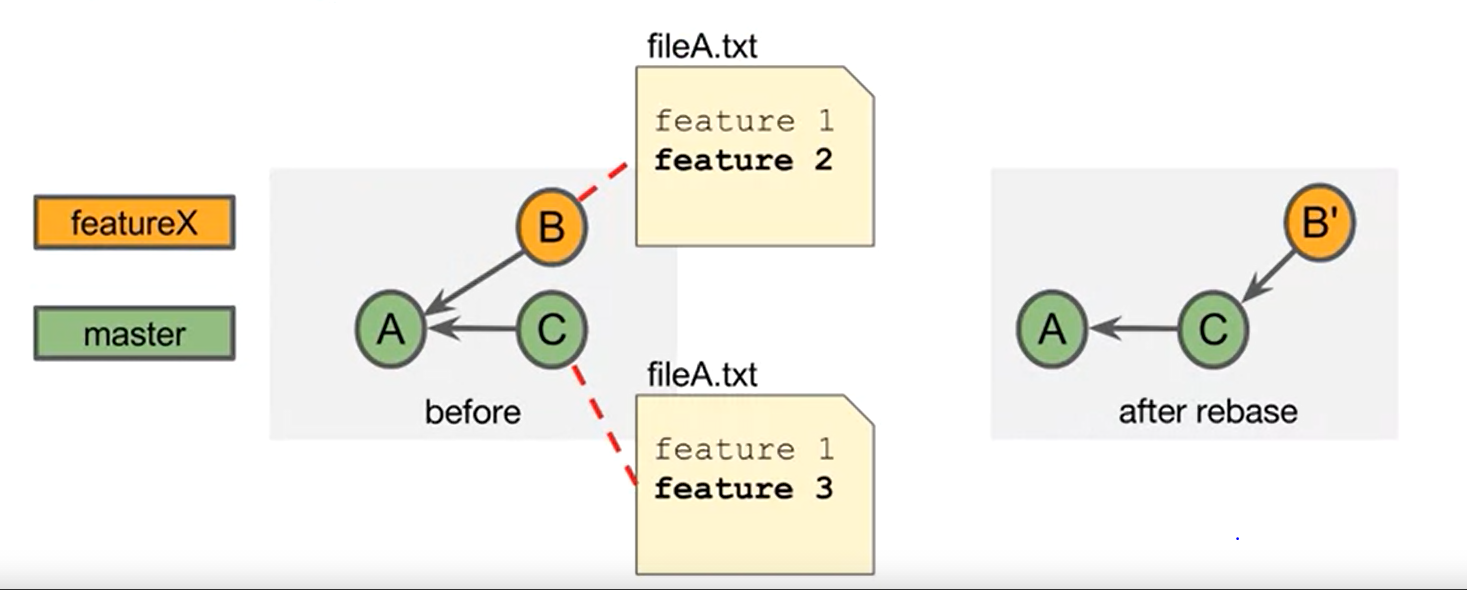 fileA.txt
feature 1
feature 2
featureX
B
B'
master
A
C
A
C
before
after rebase
fileA.txt
feature 1
feature 3